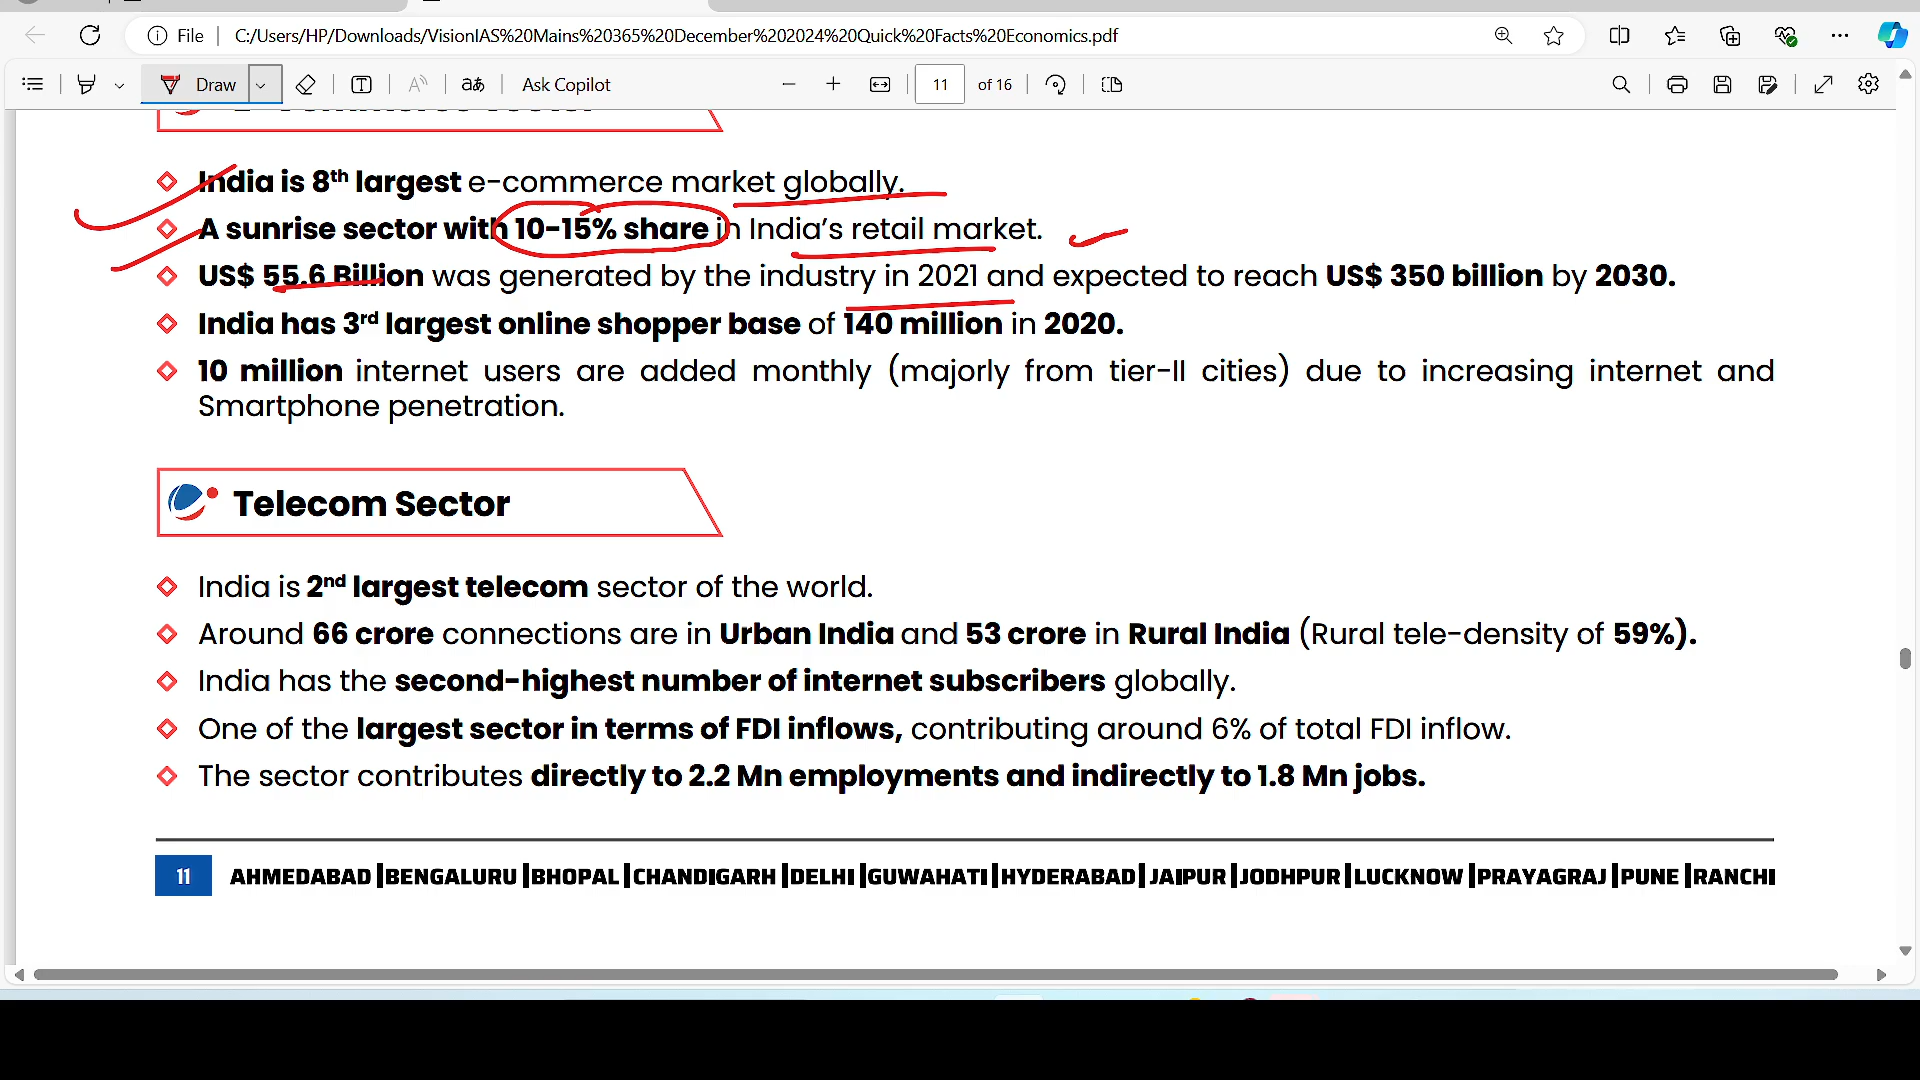 File
C:/Users/HP/Downloads/VisionIAS%20Mains%20365%20December%202024%20Quick%20Facts%20Economics.pdf
Draw
Ask Copilot
11 of 16
India is 8th largest e-commerce market globally.
A sunrise sector with 10-15% share in India's retail market.
US$ 55.6 Billion was generated by the industry in 2021 and expected to reach US$ 350 billion by 2030.
India has 3rd largest online shopper base of 140 million in 2020.
10 million internet users are added monthly (majorly from tier-II cities) due to increasing internet and
Smartphone penetration.
Telecom Sector
India is 2nd largest telecom sector of the world.
Around 66 crore connections are in Urban India and 53 crore in Rural India (Rural tele-density of 59%).
India has the second-highest number of internet subscribers globally.
One of the largest sector in terms of FDI inflows, contributing around 6% of total FDI inflow.
The sector contributes directly to 2.2 Mn employments and indirectly to 1.8 Mn jobs.
11 AHMEDABAD | BENGALURU | BHOPAL | CHANDIGARH | DELHI | GUWAHATI | HYDERABAD | JAIPUR | JODHPUR | LUCKNOW | PRAYAGRAJ | PUNE | RANCHI